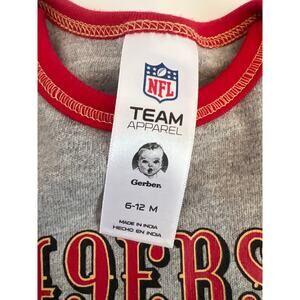 NFL
TEAM
APPAREL
Gerber
6-12 M
MADE IN INDIA
HECHO EN INDIA
49ERS